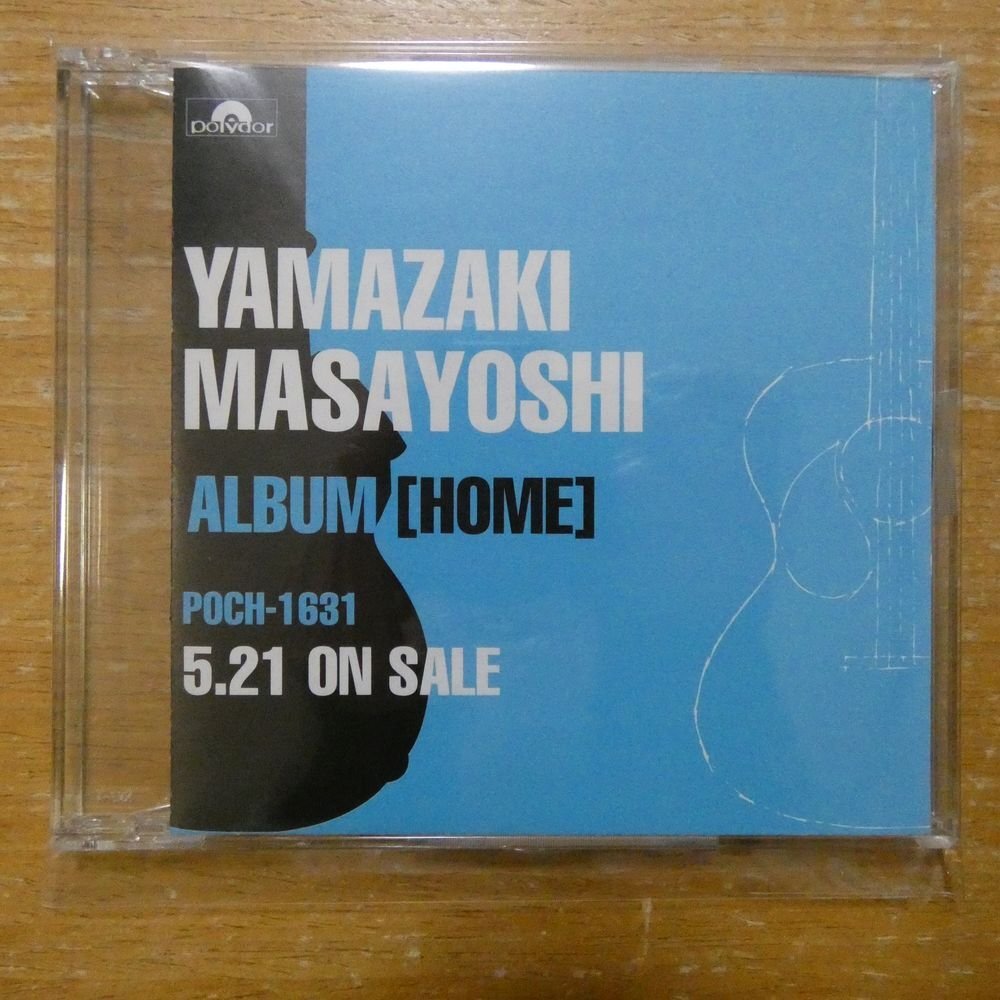 polydor
YAMAZAKI
MASAYOSHI
ALBUM [HOME]
POCH-1631
5.21 ON SALE